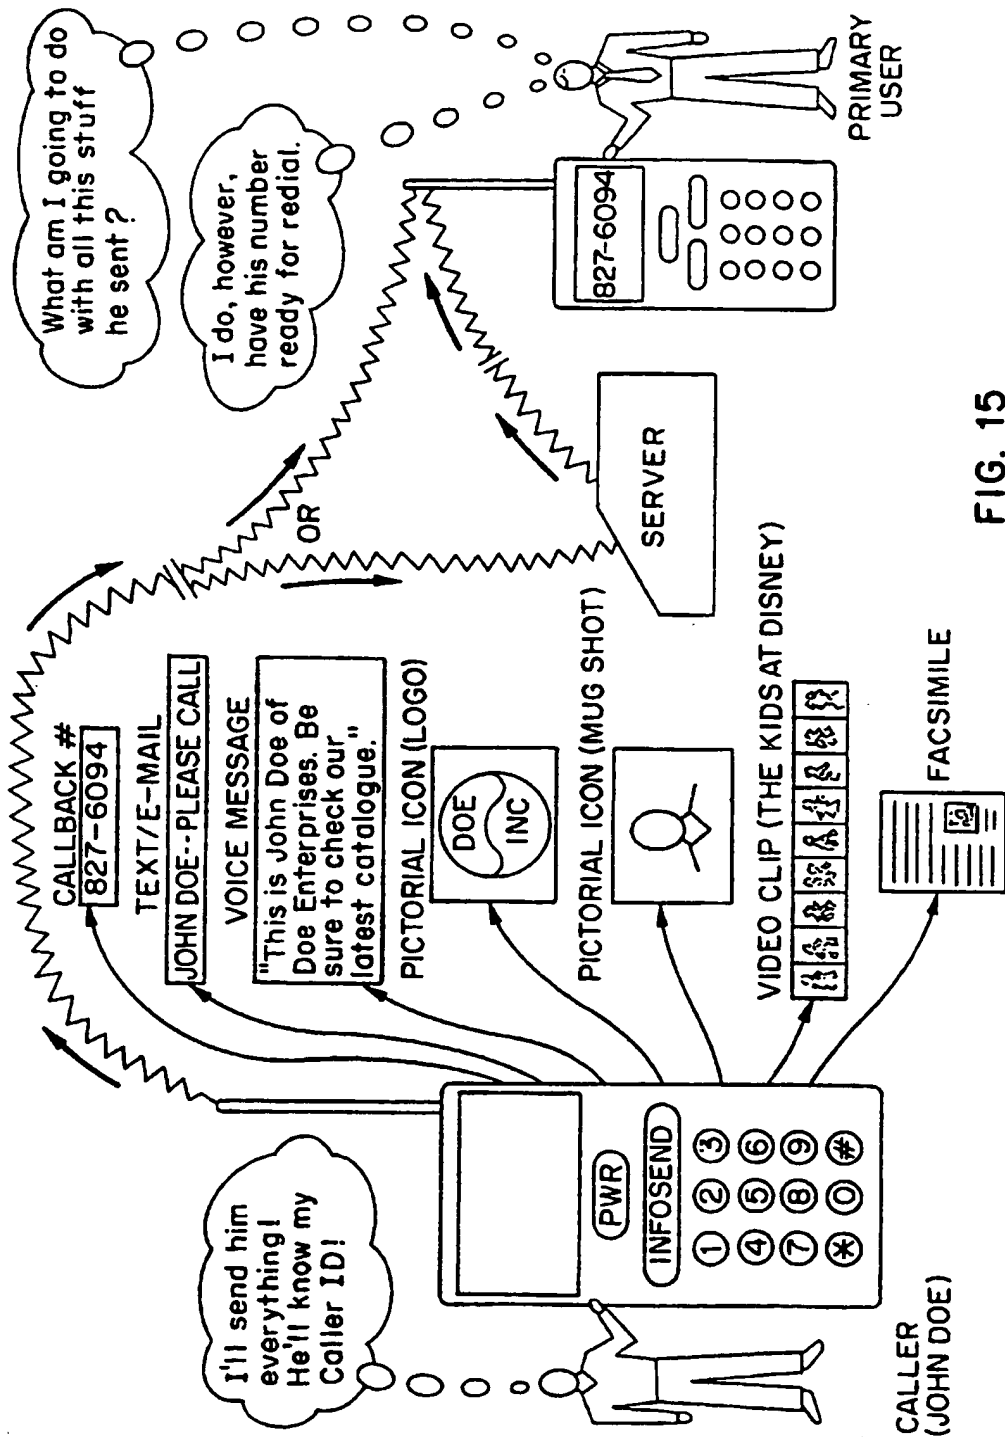 I'll send him
everything!
He'll know my
Caller ID!
CALLER
(JOHN DOE)
PWR
INFOSEND
1 2 3
4 5 6
7 8 9
* 0 #
CALLBACK #
827-6094
TEXT/E-MAIL
JOHN DOE--PLEASE CALL
VOICE MESSAGE
"This is John Doe of
Doe Enterprises. Be
sure to check our
latest catalogue."
PICTORIAL ICON (LOGO)
DOE
INC
PICTORIAL ICON (MUG SHOT)
VIDEO CLIP (THE KIDS AT DISNEY)
FACSIMILE
OR
SERVER
What am I going to do
with all this stuff
he sent?
I do, however,
have his number
ready for redial.
827-6094
PRIMARY
USER
FIG. 15